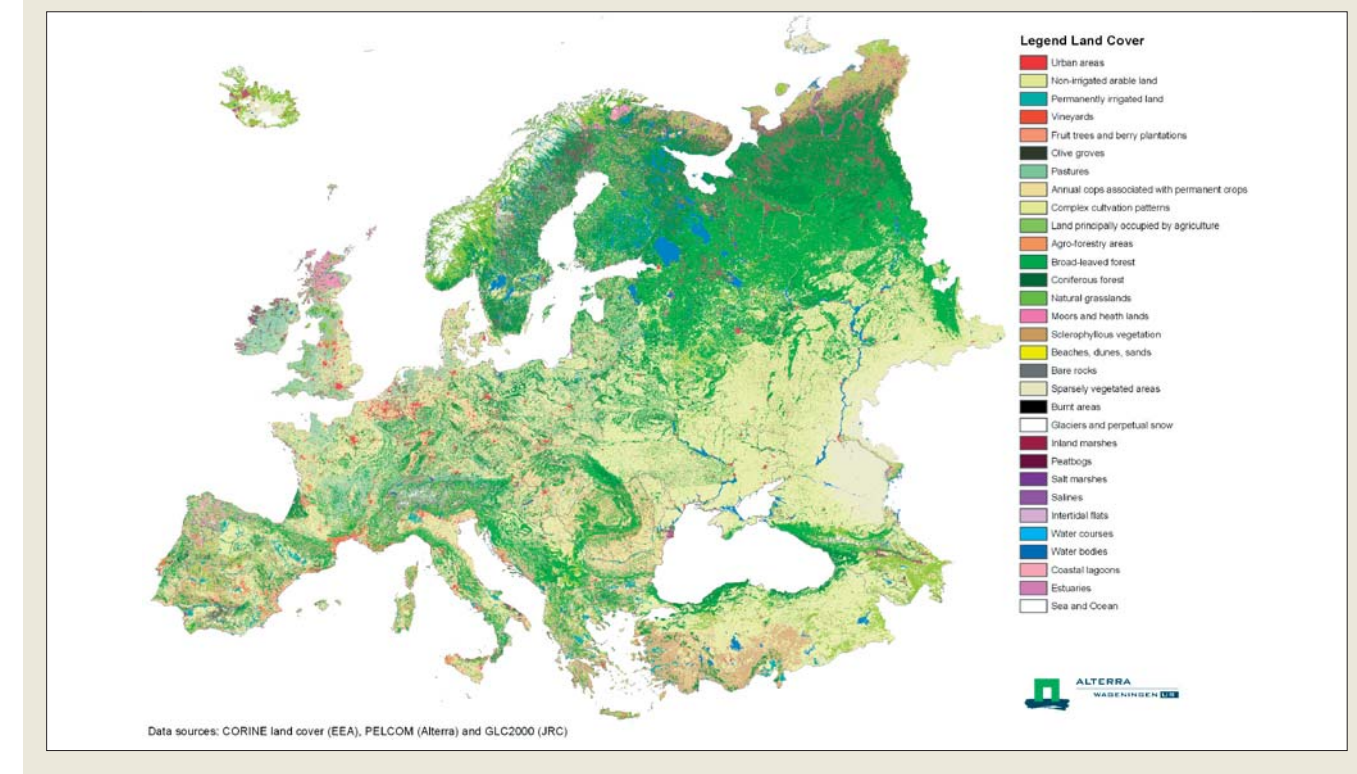 Legend Land Cover
Urban areas
Non-irrigated arable land
Permanently irrigated land
Vineyards
Fruit trees and berry plantations
Olive groves
Pastures
Annual cops associated with permanent crops
Complex cultvation patterns
Land principally occupied by agriculture
Agro-forestry areas
Broad-leaved forest
Coniferous forest
Natural grasslands
Moors and heath lands
Sclerophyllous vegetation
Beaches, dunes, sands
Bare rocks
Sparsely vegetated areas
Burnt areas
Glaciers and perpetual snow
Inland marshes
Peatbogs
Salt marshes
Salines
Intertidal flats
Water courses
Water bodies
Coastal lagoons
Estuaries
Sea and Ocean
ALTERRA
WAGENINGEN UR
Data sources: CORINE land cover (EEA), PELCOM (Alterra) and GLC2000 (JRC)